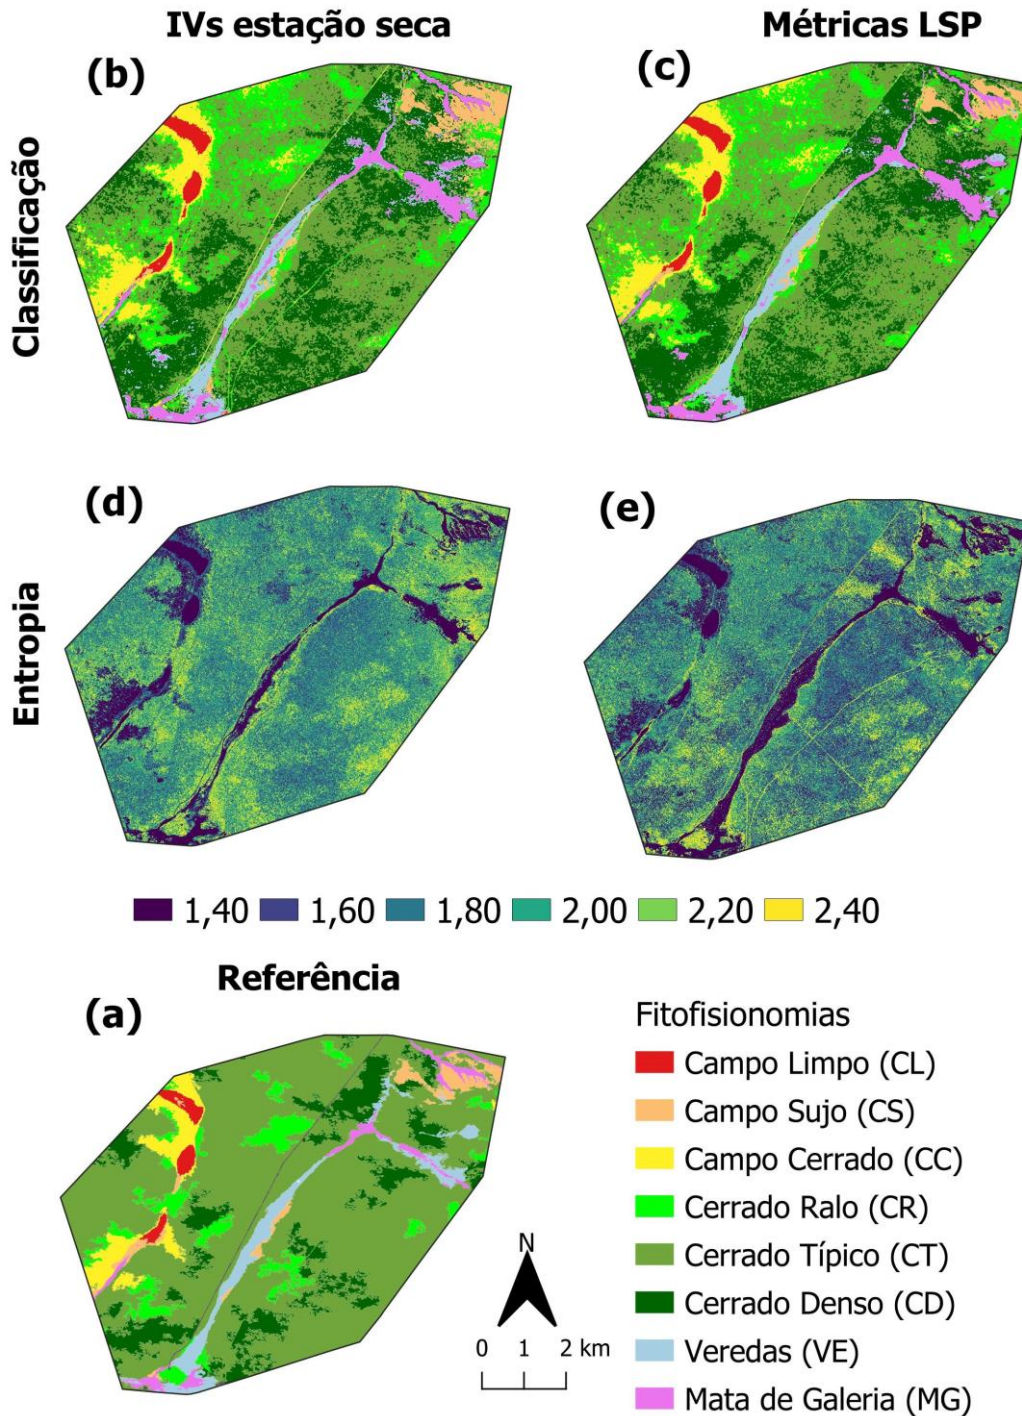 IVs estação seca
Métricas LSP
(b)
(c)
Classificação
(d)
(e)
Entropia
1,40 1,60 1,80 2,00 2,20 2,40
Referência
(a)
Fitofisionomias
Campo Limpo (CL)
Campo Sujo (CS)
Campo Cerrado (CC)
Cerrado Ralo (CR)
Cerrado Típico (CT)
Cerrado Denso (CD)
Veredas (VE)
Mata de Galeria (MG)
N
0 1 2 km